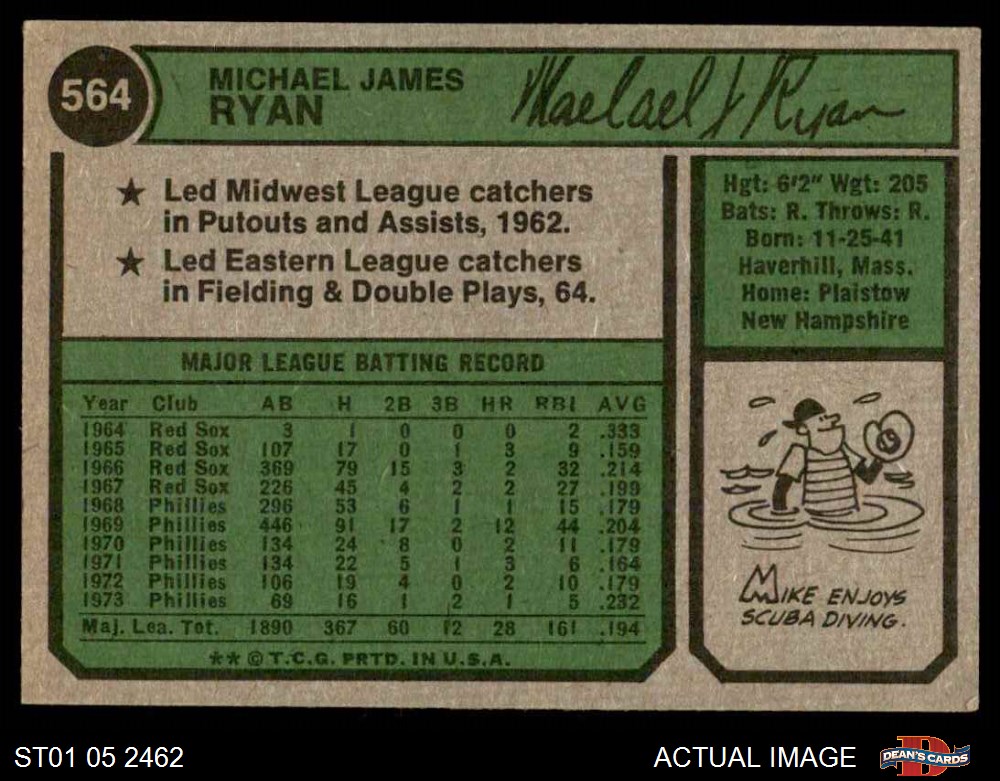 564
MICHAEL JAMES
RYAN
Michael J Ryan
★ Led Midwest League catchers
in Putouts and Assists, 1962.
★ Led Eastern League catchers
in Fielding & Double Plays, 64.
Hgt: 6'2" Wgt: 205
Bats: R. Throws: R.
Born: 11-25-41
Haverhill, Mass.
Home: Plaistow
New Hampshire
MAJOR LEAGUE BATTING RECORD
Year Club AB H 2B 3B HR RBI AVG
1964 Red Sox 3 1 0 0 0 2 .333
1965 Red Sox 107 17 0 1 3 9 .159
1966 Red Sox 369 79 15 3 2 32 .214
1967 Red Sox 226 45 4 2 2 27 .199
1968 Phillies 296 53 6 1 1 15 .179
1969 Phillies 446 91 17 2 12 44 .204
1970 Phillies 134 24 8 0 2 11 .179
1971 Phillies 134 22 5 1 3 6 .164
1972 Phillies 106 19 4 0 2 10 .179
1973 Phillies 69 16 1 2 1 5 .232
Maj. Lea. Tot. 1890 367 60 12 28 161 .194
** © T.C.G. PRTD. IN U.S.A.
MIKE ENJOYS
SCUBA DIVING.
ST01 05 2462
ACTUAL IMAGE
DEAN'S CARDS